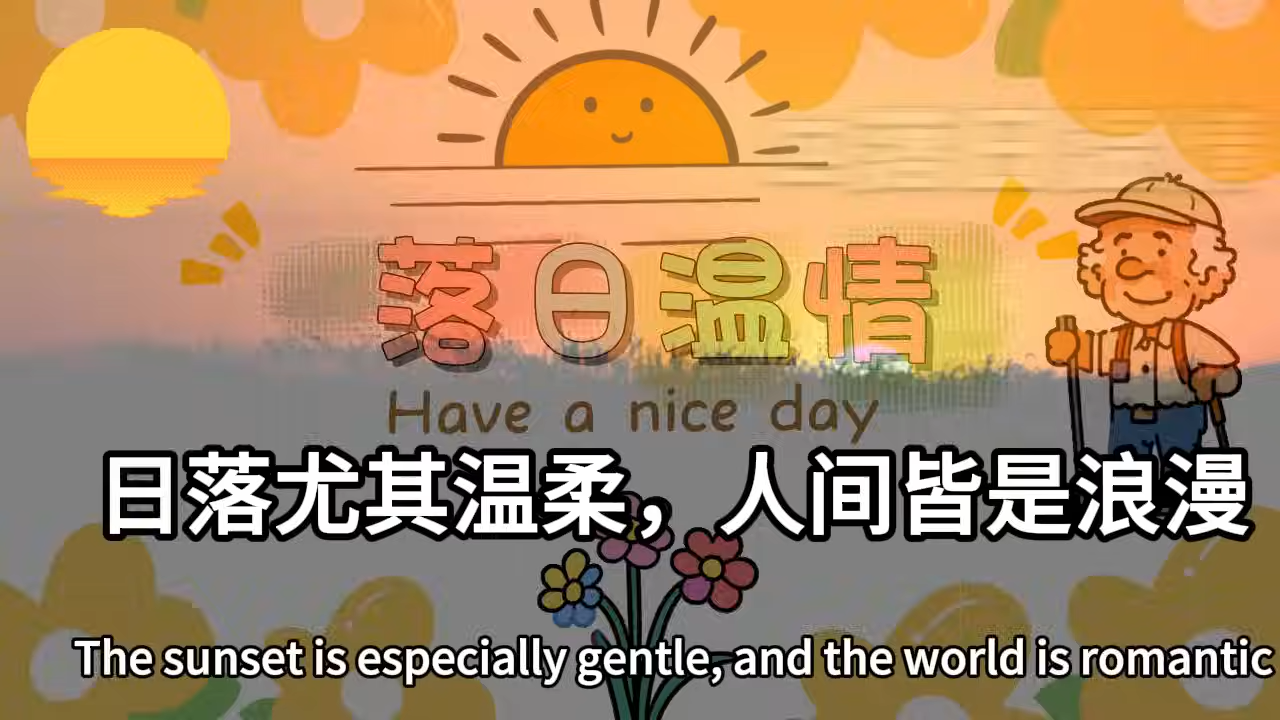 落日温情
Have a nice day
日落尤其温柔，人间皆是浪漫
The sunset is especially gentle, and the world is romantic